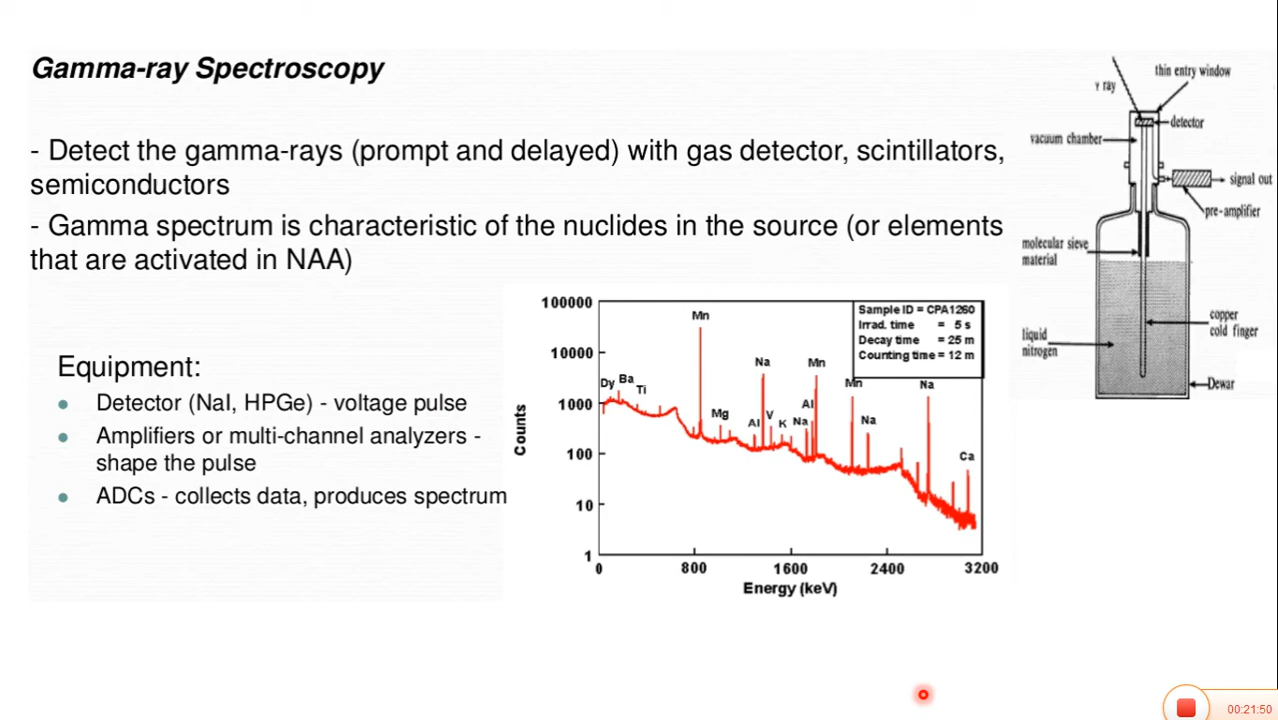 Gamma-ray Spectroscopy
- Detect the gamma-rays (prompt and delayed) with gas detector, scintillators,
semiconductors
- Gamma spectrum is characteristic of the nuclides in the source (or elements
that are activated in NAA)
Equipment:
Detector (NaI, HPGe) - voltage pulse
Amplifiers or multi-channel analyzers -
shape the pulse
ADCs - collects data, produces spectrum
Counts
100000
10000
1000
100
10
1
0
800
1600
2400
3200
Energy (keV)
Sample ID = CPA1260
Irrad. time = 5 s
Decay time = 25 m
Counting time = 12 m
Dy
Ba
Ti
Mn
Mg
Al
Na
V
K
Na
Al
Mn
Mn
Na
Na
Ca
γ ray
thin entry window
detector
vacuum chamber
signal out
pre-amplifier
molecular sieve
material
copper
cold finger
liquid
nitrogen
Dewar
00:21:50